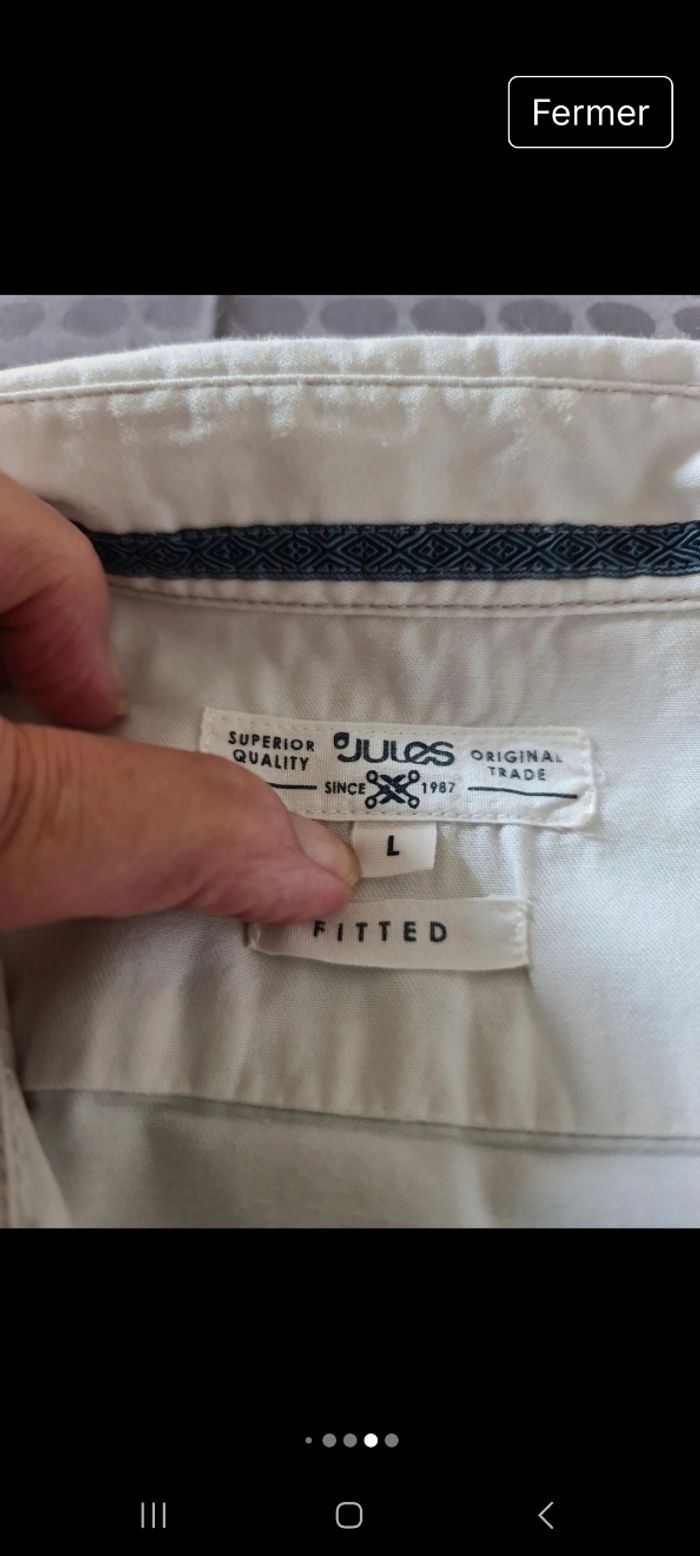 Fermer
SUPERIOR QUALITY
JULES
ORIGINAL TRADE
SINCE 1987
L
FITTED